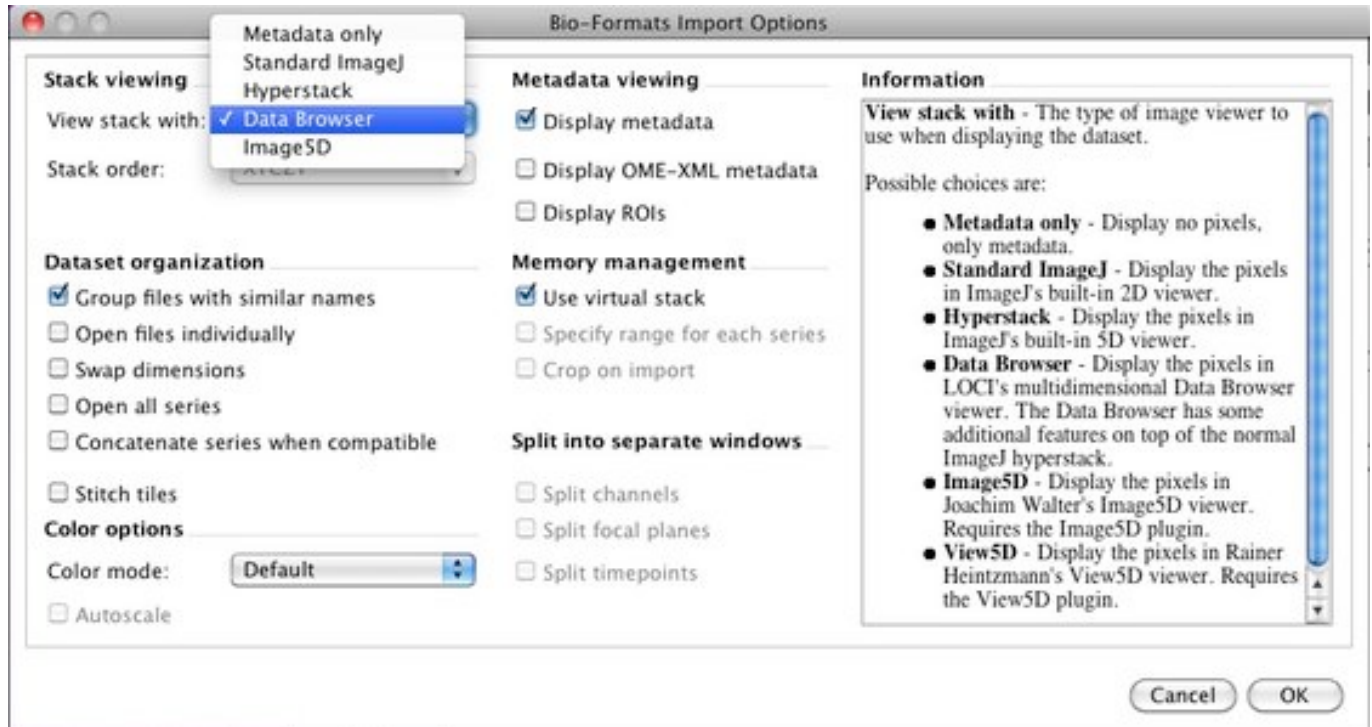 Bio-Formats Import Options
Metadata only
Standard ImageJ
Hyperstack
✓ Data Browser
Image5D
Stack viewing
View stack with:
Stack order:
Dataset organization
Group files with similar names
Open files individually
Swap dimensions
Open all series
Concatenate series when compatible
Stitch tiles
Color options
Color mode: Default
Autoscale
Metadata viewing
Display metadata
Display OME-XML metadata
Display ROIs
Memory management
Use virtual stack
Specify range for each series
Crop on import
Split into separate windows
Split channels
Split focal planes
Split timepoints
Information
View stack with - The type of image viewer to
use when displaying the dataset.
Possible choices are:
• Metadata only - Display no pixels,
only metadata.
• Standard ImageJ - Display the pixels
in ImageJ's built-in 2D viewer.
• Hyperstack - Display the pixels in
ImageJ's built-in 5D viewer.
• Data Browser - Display the pixels in
LOCI's multidimensional Data Browser
viewer. The Data Browser has some
additional features on top of the normal
ImageJ hyperstack.
• Image5D - Display the pixels in
Joachim Walter's Image5D viewer.
Requires the Image5D plugin.
• View5D - Display the pixels in Rainer
Heintzmann's View5D viewer. Requires
the View5D plugin.
Cancel
OK